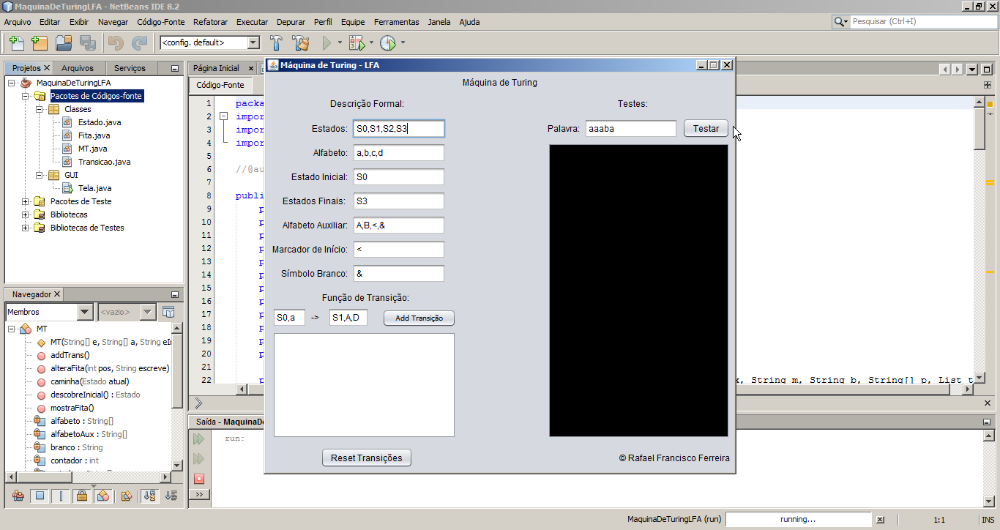 MaquinaDeTuringLFA - NetBeans IDE 8.2
Arquivo Editar Exibir Navegar Código-Fonte Refatorar Executar Depurar Perfil Equipe Ferramentas Janela Ajuda
Pesquisar (Ctrl+I)
<config. default>
Projetos Arquivos Serviços
MaquinaDeTuringLFA
Pacotes de Códigos-fonte
Classes
Estado.java
Fita.java
MT.java
Transicao.java
GUI
Tela.java
Pacotes de Teste
Bibliotecas
Bibliotecas de Testes
Navegador
Membros <vazio>
MT
MT(String[] e, String[] a, String eIn
addTrans()
alteraFita(int pos, String escreve)
caminha(Estado atual)
descobreInicial() : Estado
mostraFita()
alfabeto : String[]
alfabetoAux : String[]
branco : String
contador : int
Página Inicial
Código-Fonte
1 packa
2 impor
3 impor
4 impor
5
6 //@au
7
8 publi
9 p
10 p
11 p
12 p
13 p
14 p
15 p
16 p
17 p
18 p
19 p
20 p
21
22 p
x, String m, String b, String[] p, List t
Máquina de Turing - LFA
Máquina de Turing
Descrição Formal:
Estados: S0,S1,S2,S3
Alfabeto: a,b,c,d
Estado Inicial: S0
Estados Finais: S3
Alfabeto Auxiliar: A,B,<,&
Marcador de Início: <
Símbolo Branco: &
Função de Transição:
S0,a -> S1,A,D Add Transição
Reset Transições
Testes:
Palavra: aaaba Testar
© Rafael Francisco Ferreira
Saída - MaquinaDe
run:
>>
MaquinaDeTuringLFA (run) running... 1:1 INS